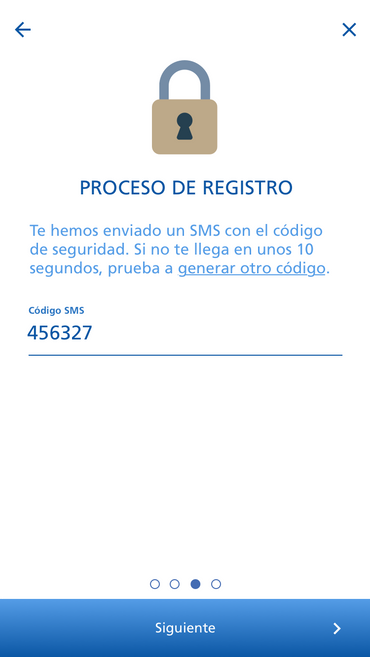 PROCESO DE REGISTRO
Te hemos enviado un SMS con el código
de seguridad. Si no te llega en unos 10
segundos, prueba a generar otro código.
Código SMS
456327
Siguiente